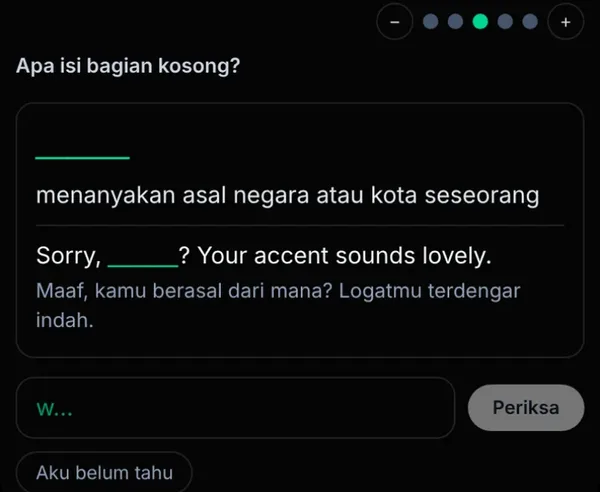 − +
Apa isi bagian kosong?
______
menanyakan asal negara atau kota seseorang
Sorry, ______? Your accent sounds lovely.
Maaf, kamu berasal dari mana? Logatmu terdengar
indah.
w...
Periksa
Aku belum tahu